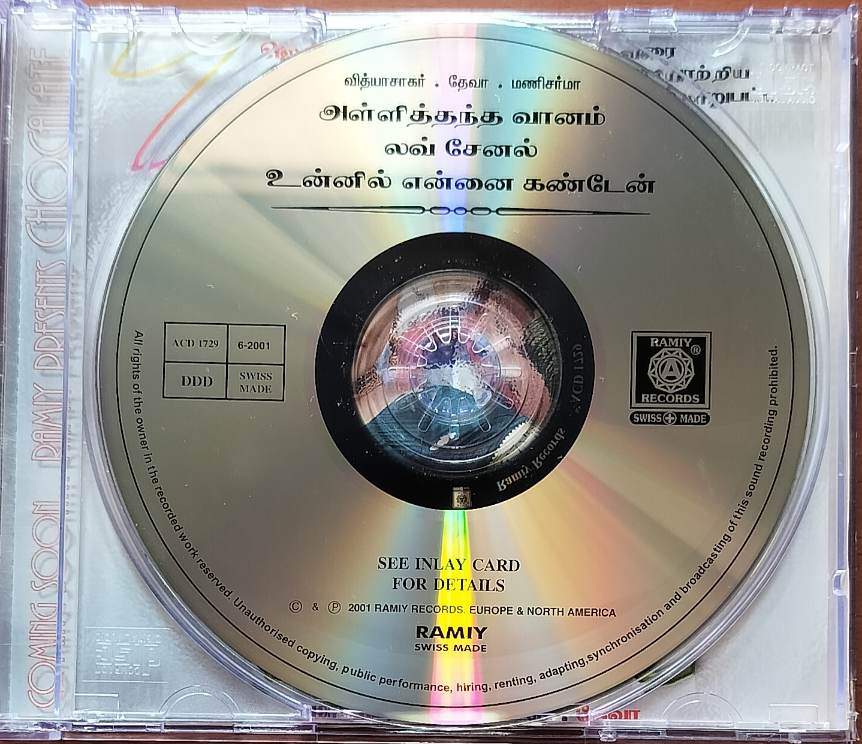 வித்யாசாகர் . தேவா . மணிசர்மா
அள்ளித்தந்த வானம்
லவ் சேனல்
உன்னில் என்னை கண்டேன்
ACD 1729
6-2001
DDD
SWISS MADE
RAMIY ®
RECORDS
SWISS MADE
Ramiy Records ACD 1729
SEE INLAY CARD
FOR DETAILS
© & ℗ 2001 RAMIY RECORDS. EUROPE & NORTH AMERICA
RAMIY
SWISS MADE
All rights of the owner in the recorded work reserved. Unauthorised copying, public performance, hiring, renting, adapting,synchronisation and broadcasting of this sound recording prohibited.
COMING SOON... RAMIY PRESENTS CHOCALATE